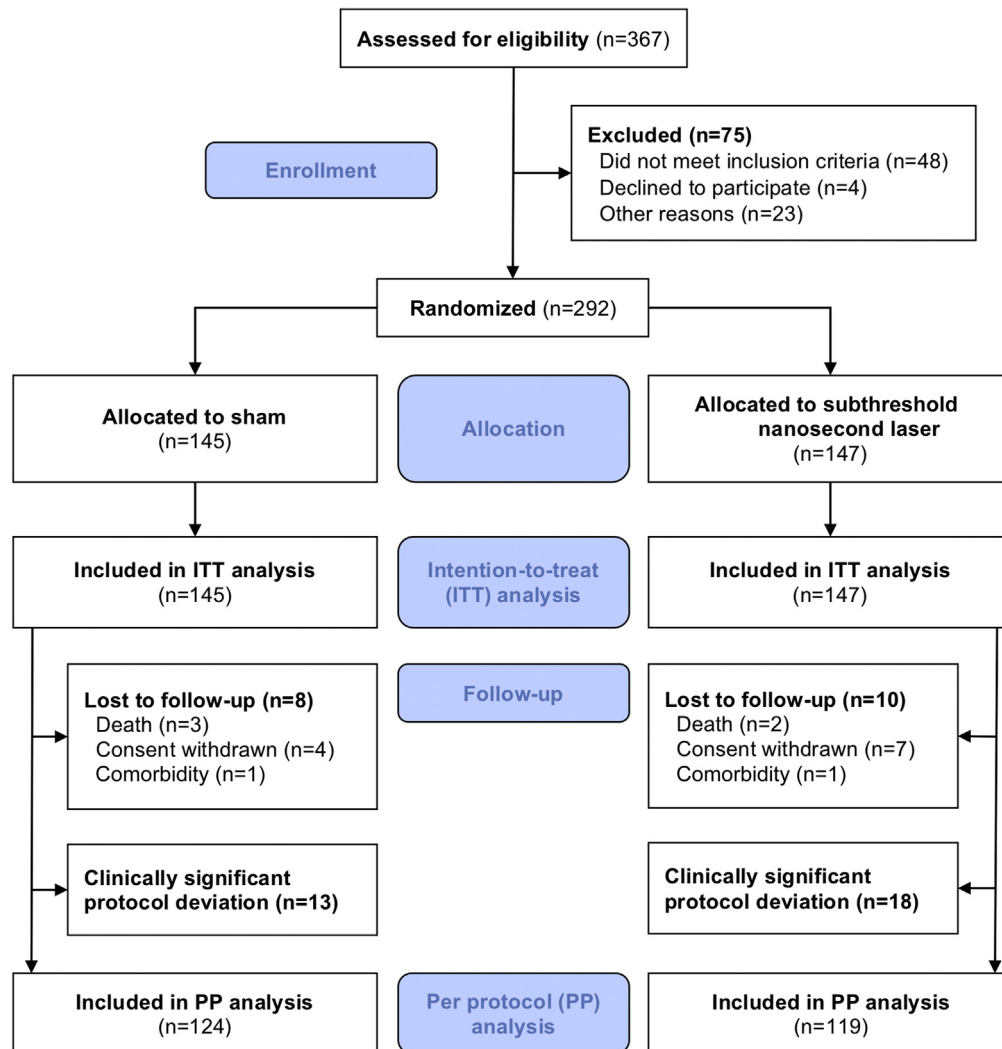 Assessed for eligibility (n=367)
Enrollment
Excluded (n=75)
Did not meet inclusion criteria (n=48)
Declined to participate (n=4)
Other reasons (n=23)
Randomized (n=292)
Allocated to sham
(n=145)
Allocation
Allocated to subthreshold
nanosecond laser
(n=147)
Included in ITT analysis
(n=145)
Intention-to-treat
(ITT) analysis
Included in ITT analysis
(n=147)
Lost to follow-up (n=8)
Death (n=3)
Consent withdrawn (n=4)
Comorbidity (n=1)
Follow-up
Lost to follow-up (n=10)
Death (n=2)
Consent withdrawn (n=7)
Comorbidity (n=1)
Clinically significant
protocol deviation (n=13)
Clinically significant
protocol deviation (n=18)
Included in PP analysis
(n=124)
Per protocol (PP)
analysis
Included in PP analysis
(n=119)